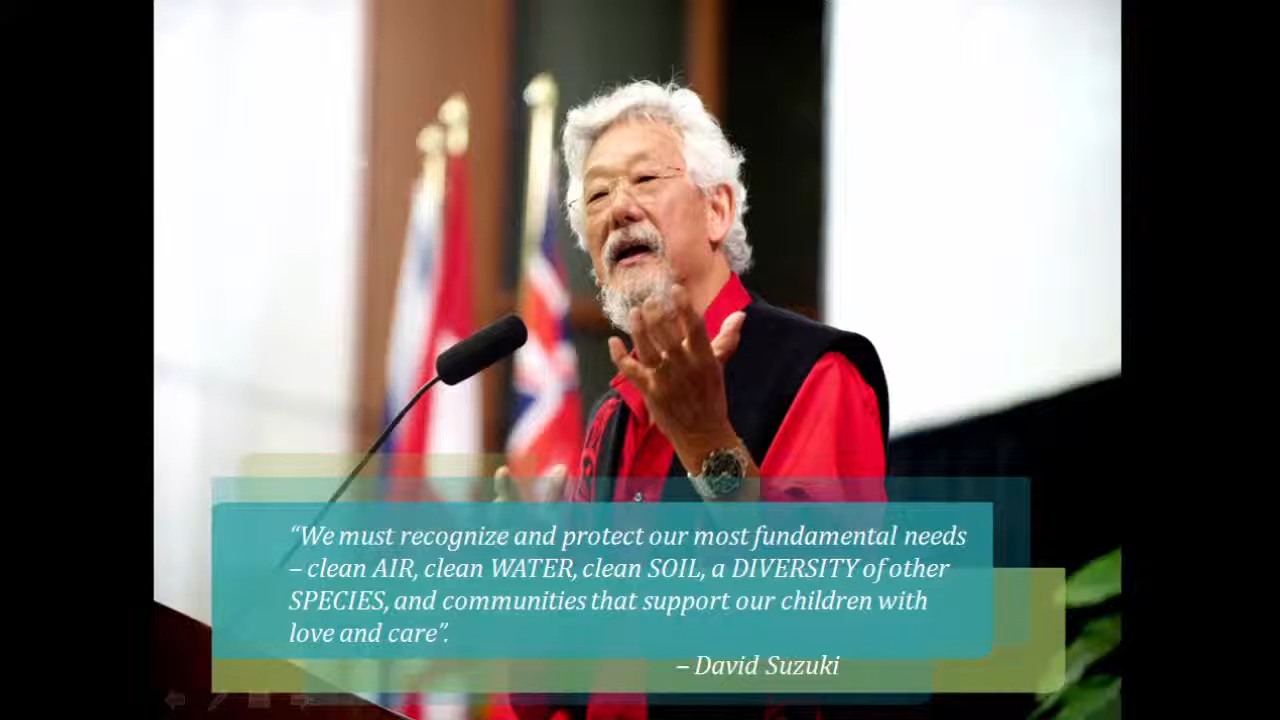 “We must recognize and protect our most fundamental needs
– clean AIR, clean WATER, clean SOIL, a DIVERSITY of other
SPECIES, and communities that support our children with
love and care”.
– David Suzuki